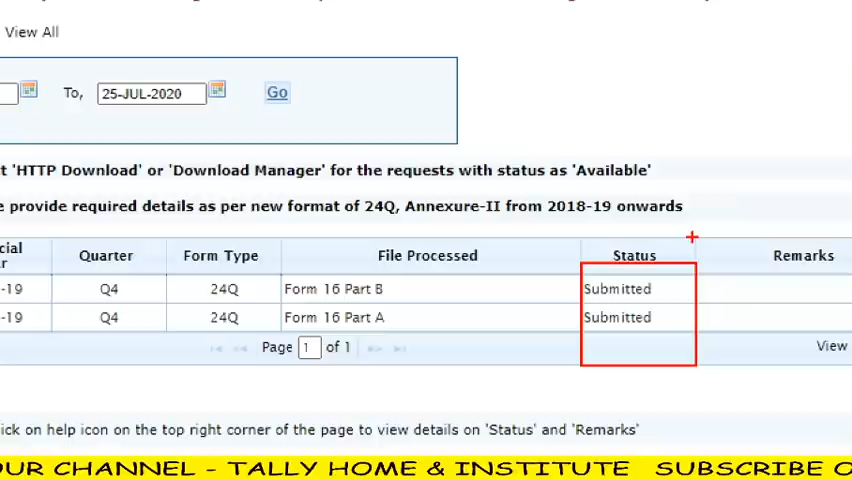 View All
To, 25-JUL-2020 Go
t 'HTTP Download' or 'Download Manager' for the requests with status as 'Available'
e provide required details as per new format of 24Q, Annexure-II from 2018-19 onwards
cial
r Quarter Form Type File Processed Status Remarks
-19 Q4 24Q Form 16 Part B Submitted
-19 Q4 24Q Form 16 Part A Submitted
Page 1 of 1 View
ick on help icon on the top right corner of the page to view details on 'Status' and 'Remarks'
OUR CHANNEL - TALLY HOME & INSTITUTE SUBSCRIBE O